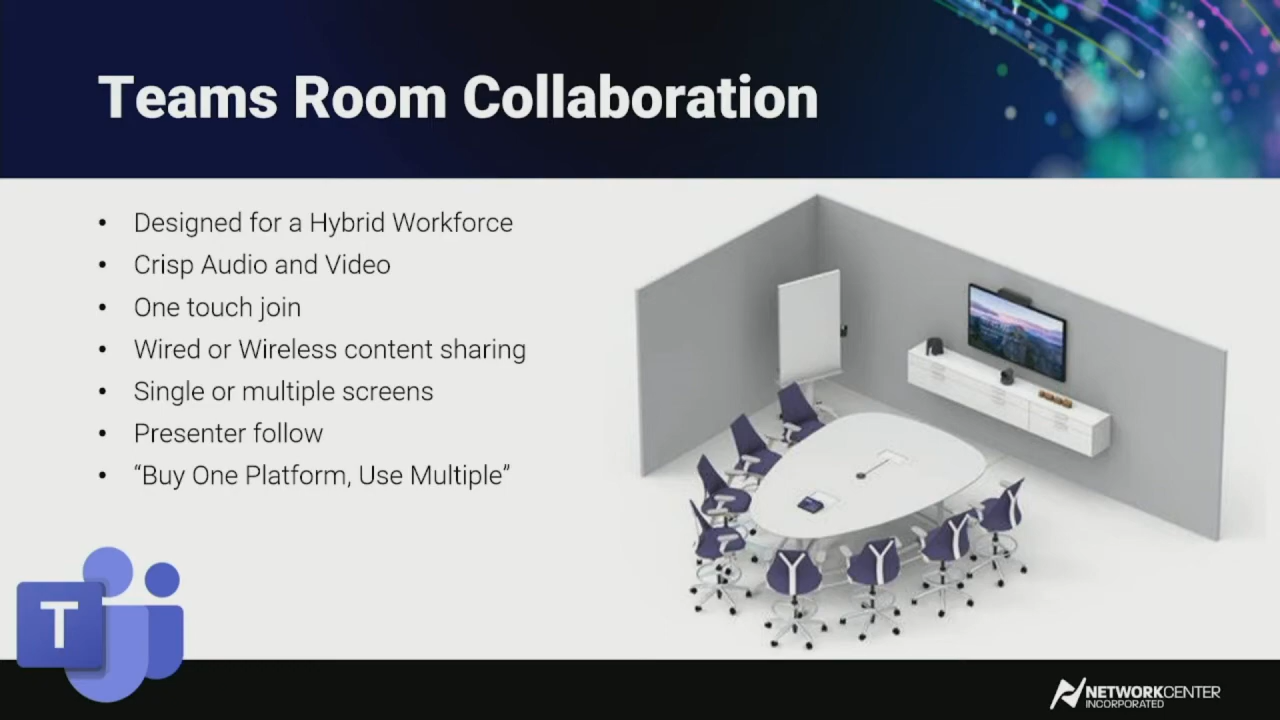 Teams Room Collaboration
• Designed for a Hybrid Workforce
• Crisp Audio and Video
• One touch join
• Wired or Wireless content sharing
• Single or multiple screens
• Presenter follow
• “Buy One Platform, Use Multiple”
T
NETWORKCENTER
INCORPORATED